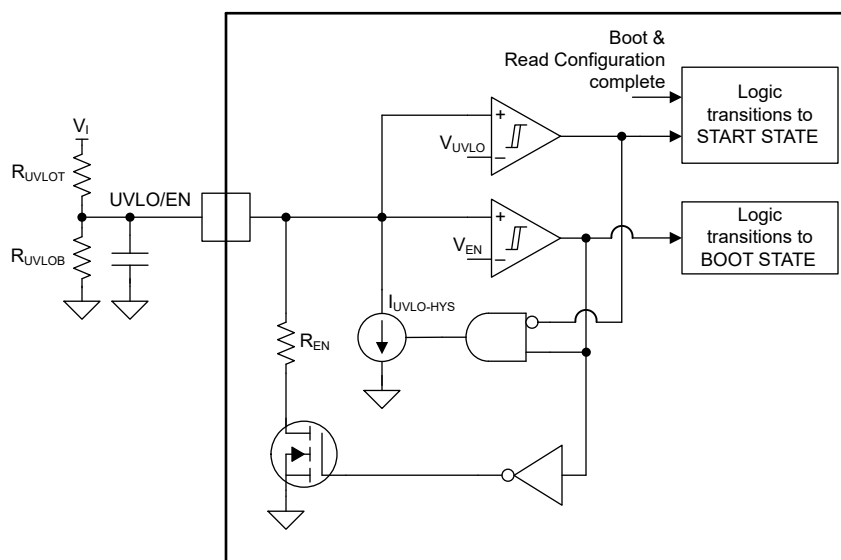 Boot &
Read Configuration
complete
Logic
transitions to
START STATE
V_I
R_UVLOT
UVLO/EN
R_UVLOB
+
V_UVLO
−
+
V_EN
−
Logic
transitions to
BOOT STATE
I_UVLO-HYS
R_EN